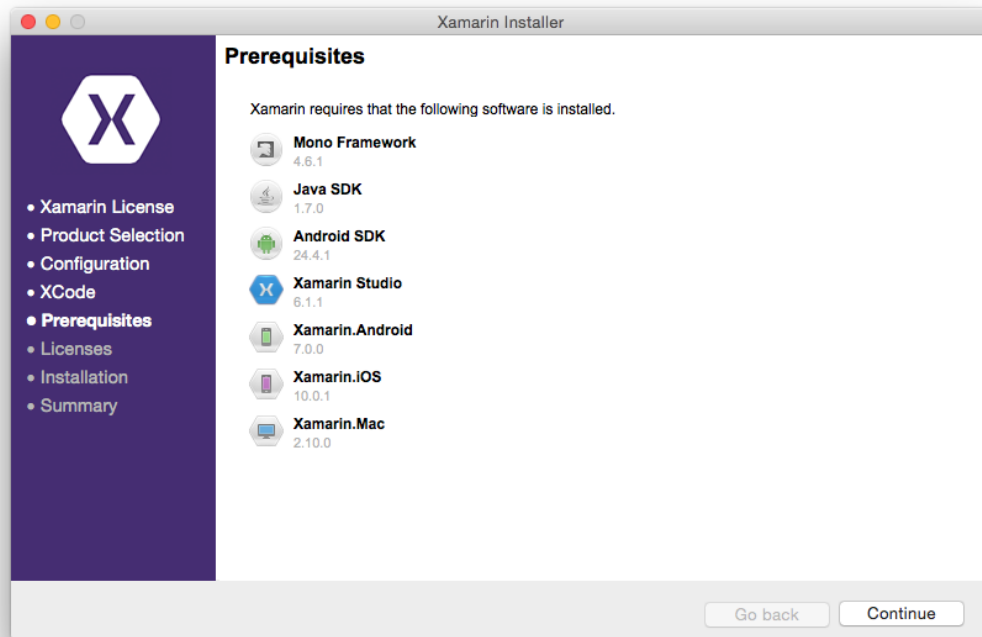 Xamarin Installer
Prerequisites
Xamarin requires that the following software is installed.
Mono Framework
4.6.1
Java SDK
1.7.0
Android SDK
24.4.1
Xamarin Studio
6.1.1
Xamarin.Android
7.0.0
Xamarin.iOS
10.0.1
Xamarin.Mac
2.10.0
• Xamarin License
• Product Selection
• Configuration
• XCode
• Prerequisites
• Licenses
• Installation
• Summary
Go back
Continue